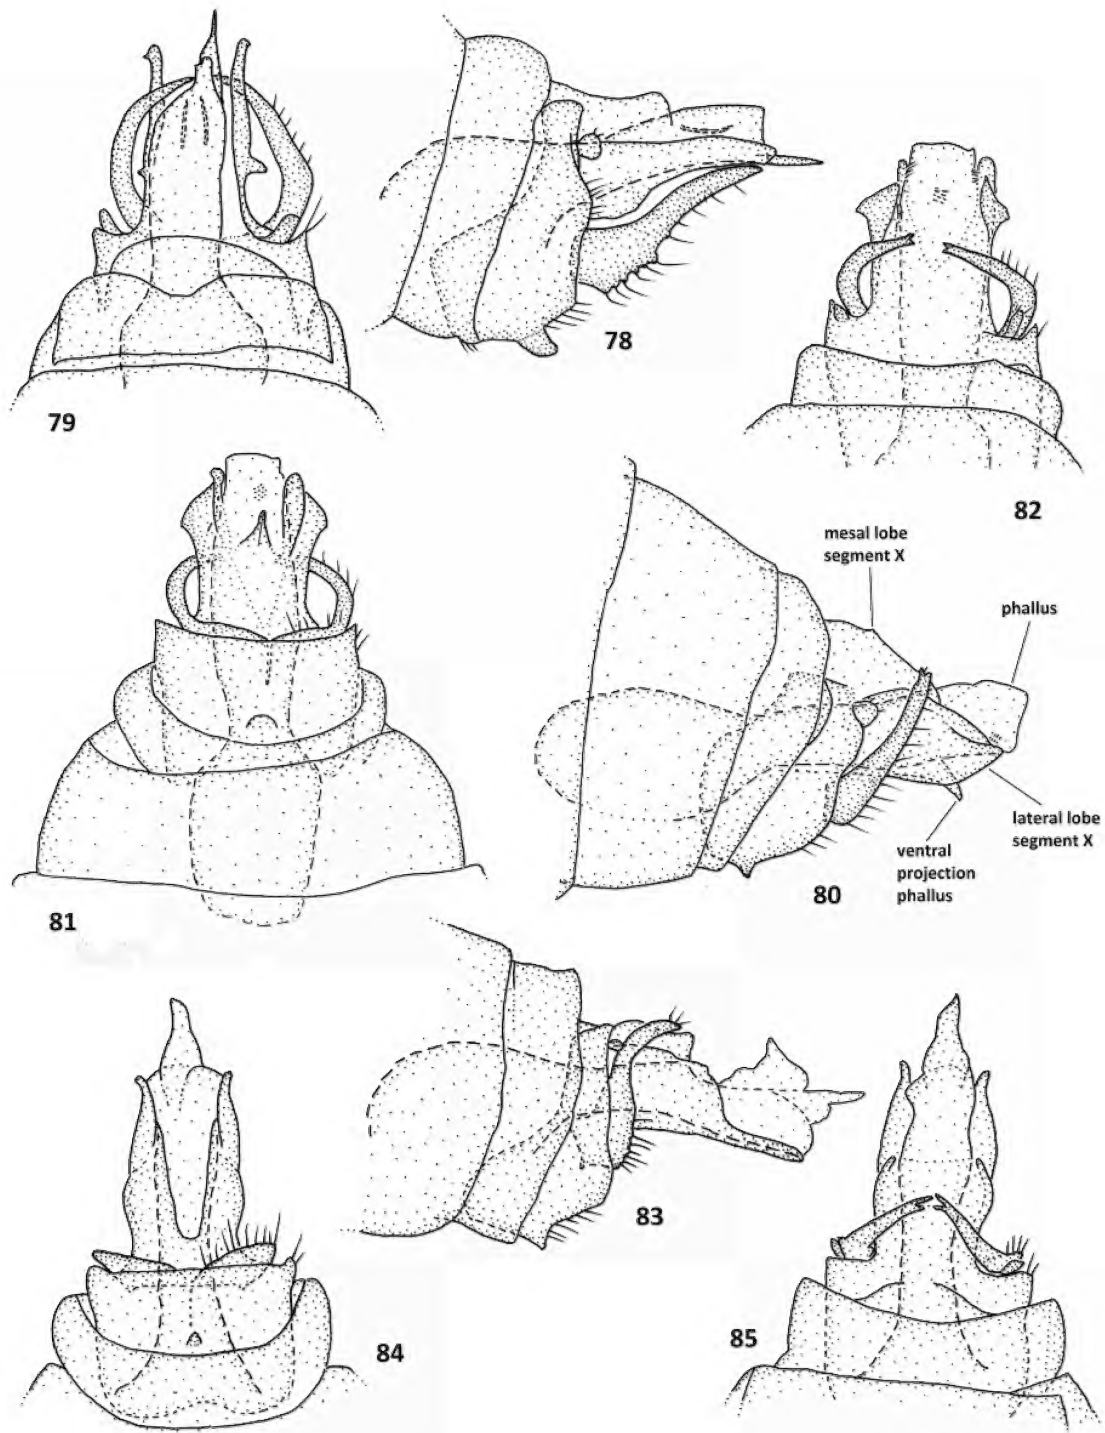 78
79
82
mesal lobe
segment X
phallus
lateral lobe
segment X
ventral
projection
phallus
80
81
83
84
85